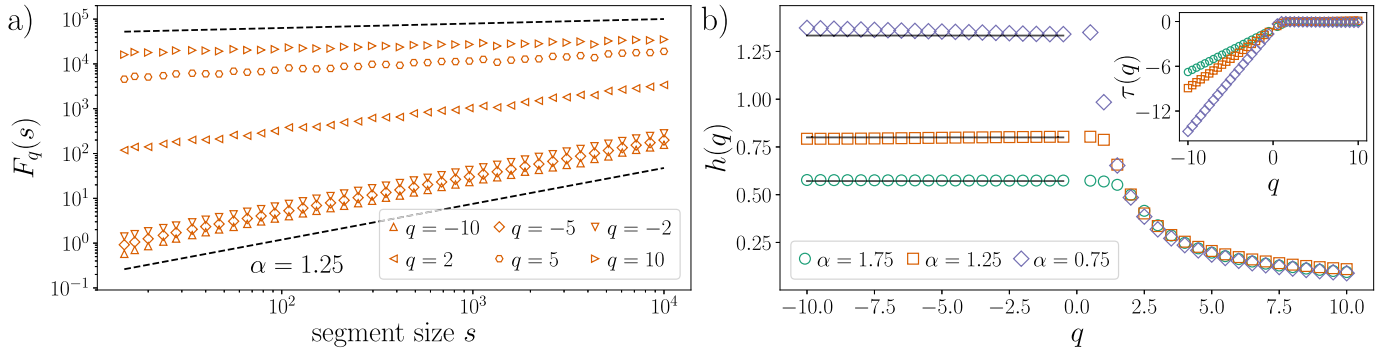 a)
F_q(s)
10^5
10^4
10^3
10^2
10^1
10^0
10^−1
10^2
10^3
10^4
segment size s
α = 1.25
q = −10
q = −5
q = −2
q = 2
q = 5
q = 10
b)
h(q)
1.25
1.00
0.75
0.50
0.25
−10.0
−7.5
−5.0
−2.5
0.0
2.5
5.0
7.5
10.0
q
α = 1.75
α = 1.25
α = 0.75
τ(q)
0
−6
−12
−10
0
10
q